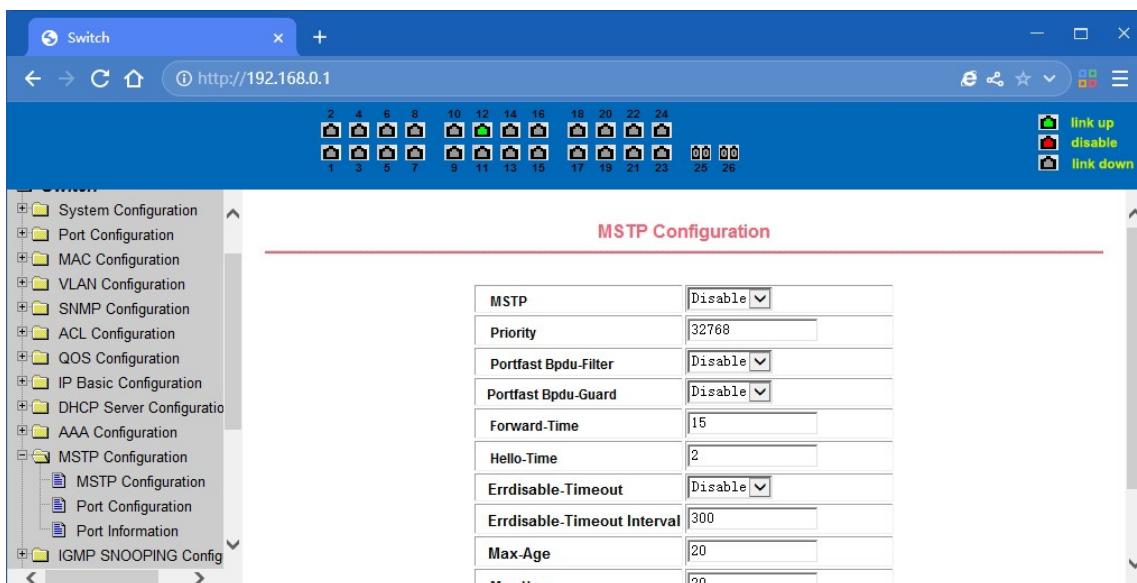 Switch
http://192.168.0.1
2 4 6 8 10 12 14 16 18 20 22 24
1 3 5 7 9 11 13 15 17 19 21 23 25 26
link up
disable
link down
System Configuration
Port Configuration
MAC Configuration
VLAN Configuration
SNMP Configuration
ACL Configuration
QOS Configuration
IP Basic Configuration
DHCP Server Configuratio
AAA Configuration
MSTP Configuration
MSTP Configuration
Port Configuration
Port Information
IGMP SNOOPING Config
MSTP Configuration
MSTP Disable
Priority 32768
Portfast Bpdu-Filter Disable
Portfast Bpdu-Guard Disable
Forward-Time 15
Hello-Time 2
Errdisable-Timeout Disable
Errdisable-Timeout Interval 300
Max-Age 20